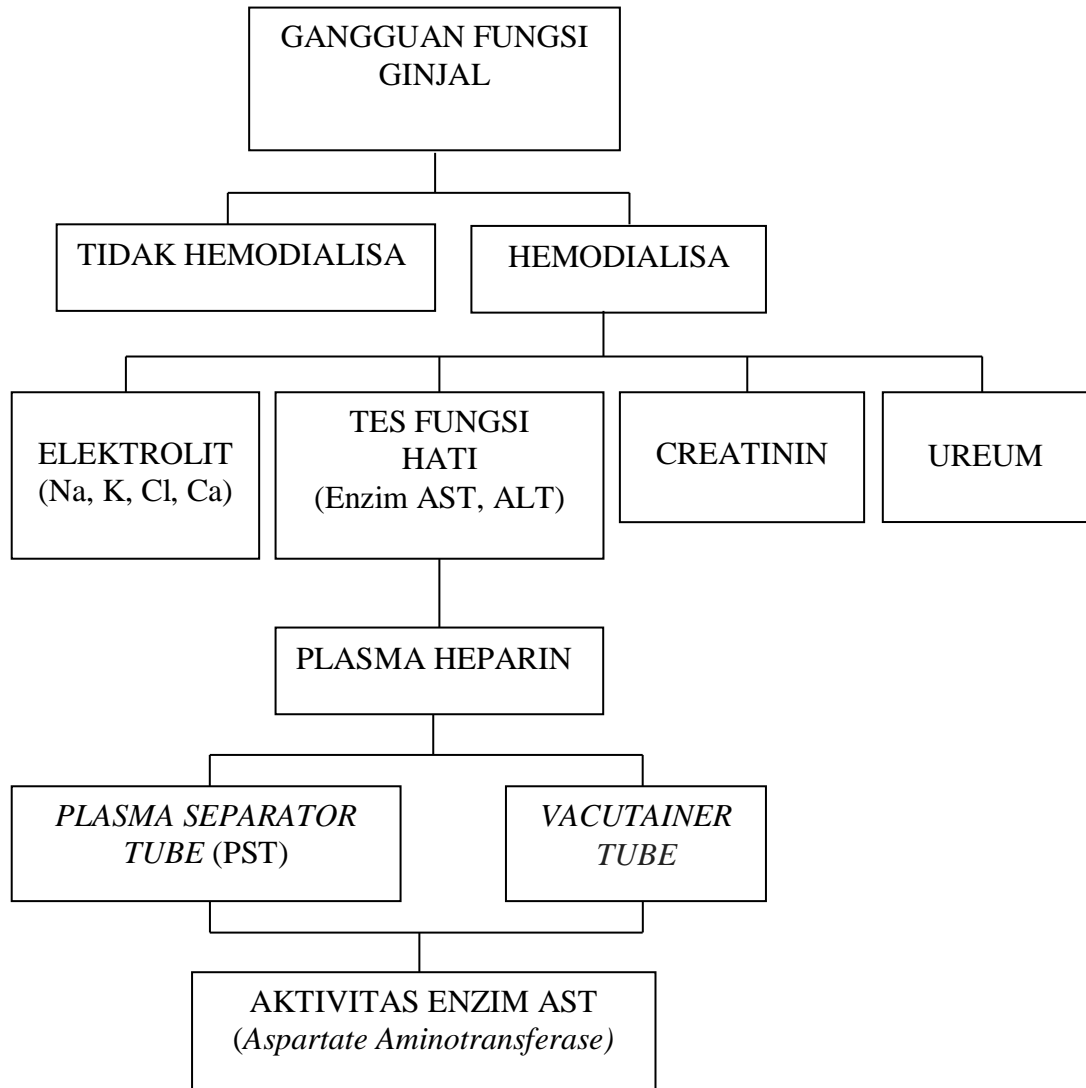 GANGGUAN FUNGSI
GINJAL
TIDAK HEMODIALISA
HEMODIALISA
ELEKTROLIT
(Na, K, Cl, Ca)
TES FUNGSI
HATI
(Enzim AST, ALT)
CREATININ
UREUM
PLASMA HEPARIN
PLASMA SEPARATOR
TUBE (PST)
VACUTAINER
TUBE
AKTIVITAS ENZIM AST
(Aspartate Aminotransferase)